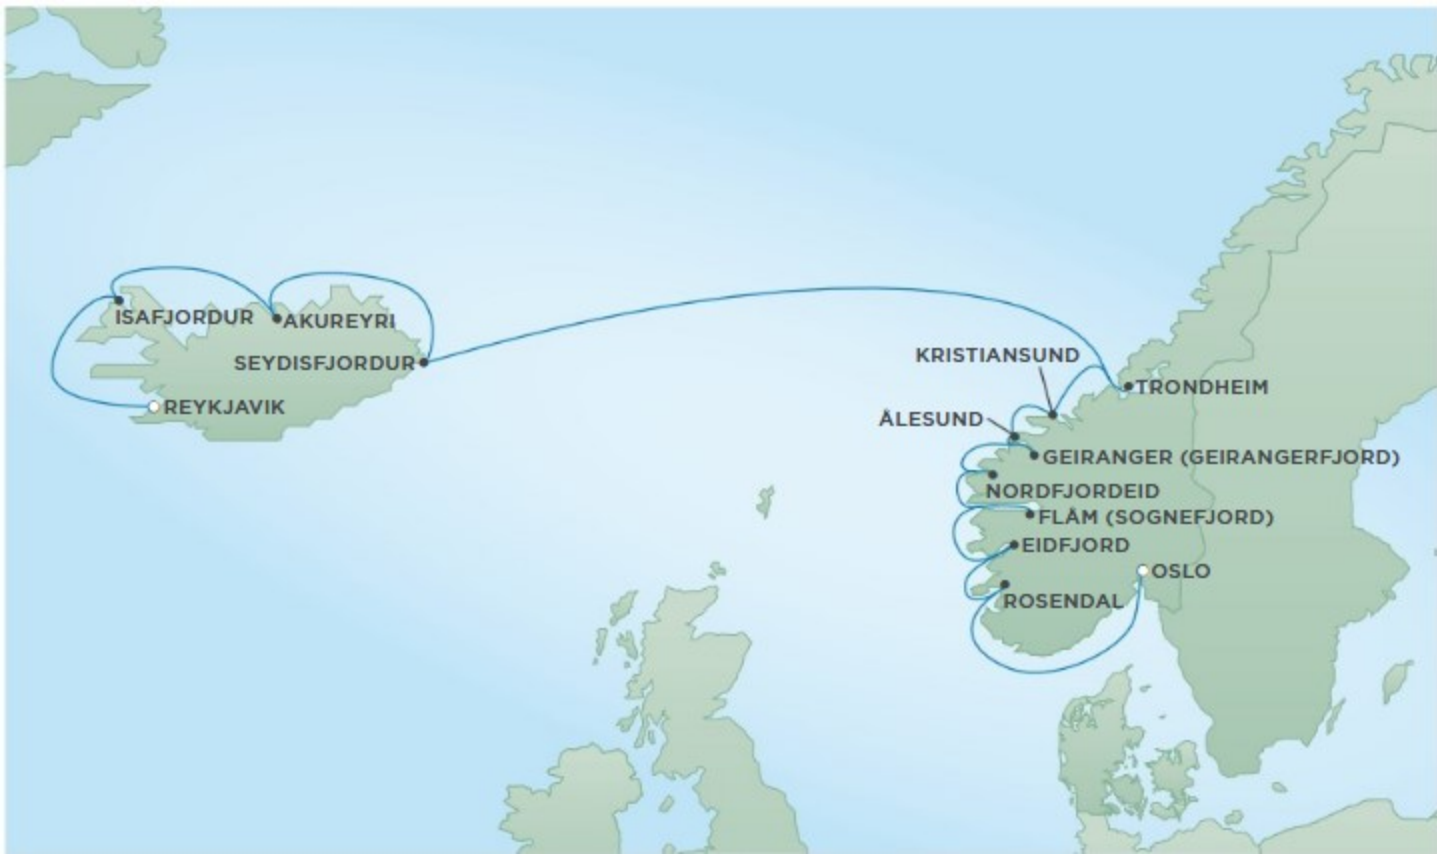 ISAFJORDUR
AKUREYRI
SEYDISFJORDUR
REYKJAVIK
KRISTIANSUND
TRONDHEIM
ÅLESUND
GEIRANGER (GEIRANGERFJORD)
NORDFJORDEID
FLÅM (SOGNEFJORD)
EIDFJORD
OSLO
ROSENDAL